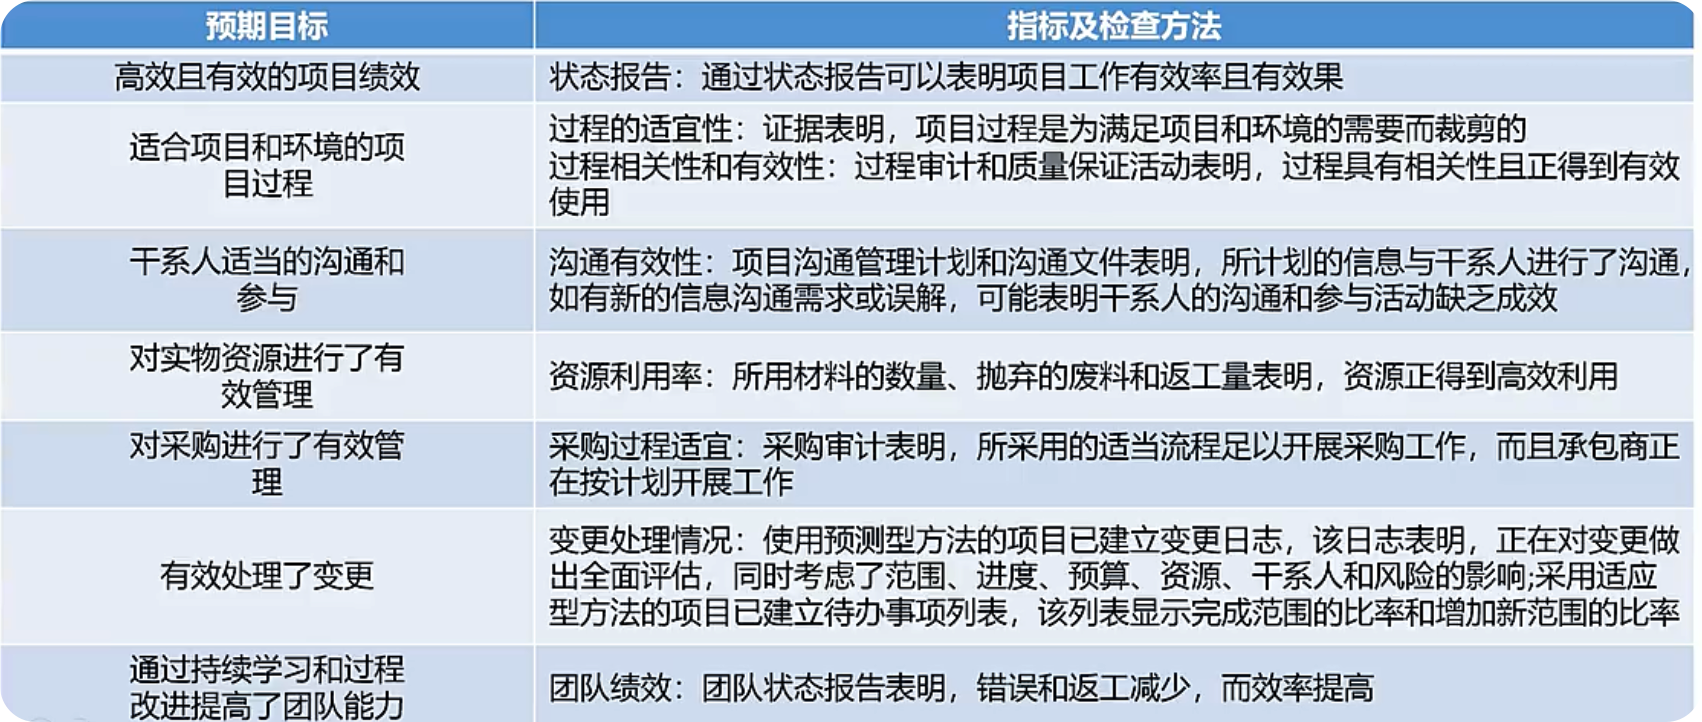 预期目标
指标及检查方法
高效且有效的项目绩效
状态报告：通过状态报告可以表明项目工作有效率且有效果
适合项目和环境的项
目过程
过程的适宜性：证据表明，项目过程是为满足项目和环境的需要而裁剪的
过程相关性和有效性：过程审计和质量保证活动表明，过程具有相关性且正得到有效
使用
干系人适当的沟通和
参与
沟通有效性：项目沟通管理计划和沟通文件表明，所计划的信息与干系人进行了沟通，
如有新的信息沟通需求或误解，可能表明干系人的沟通和参与活动缺乏成效
对实物资源进行了有
效管理
资源利用率：所用材料的数量、抛弃的废料和返工量表明，资源正得到高效利用
对采购进行了有效管
理
采购过程适宜：采购审计表明，所采用的适当流程足以开展采购工作，而且承包商正
在按计划开展工作
有效处理了变更
变更处理情况：使用预测型方法的项目已建立变更日志，该日志表明，正在对变更做
出全面评估，同时考虑了范围、进度、预算、资源、干系人和风险的影响;采用适应
型方法的项目已建立待办事项列表，该列表显示完成范围的比率和增加新范围的比率
通过持续学习和过程
改进提高了团队能力
团队绩效：团队状态报告表明，错误和返工减少，而效率提高